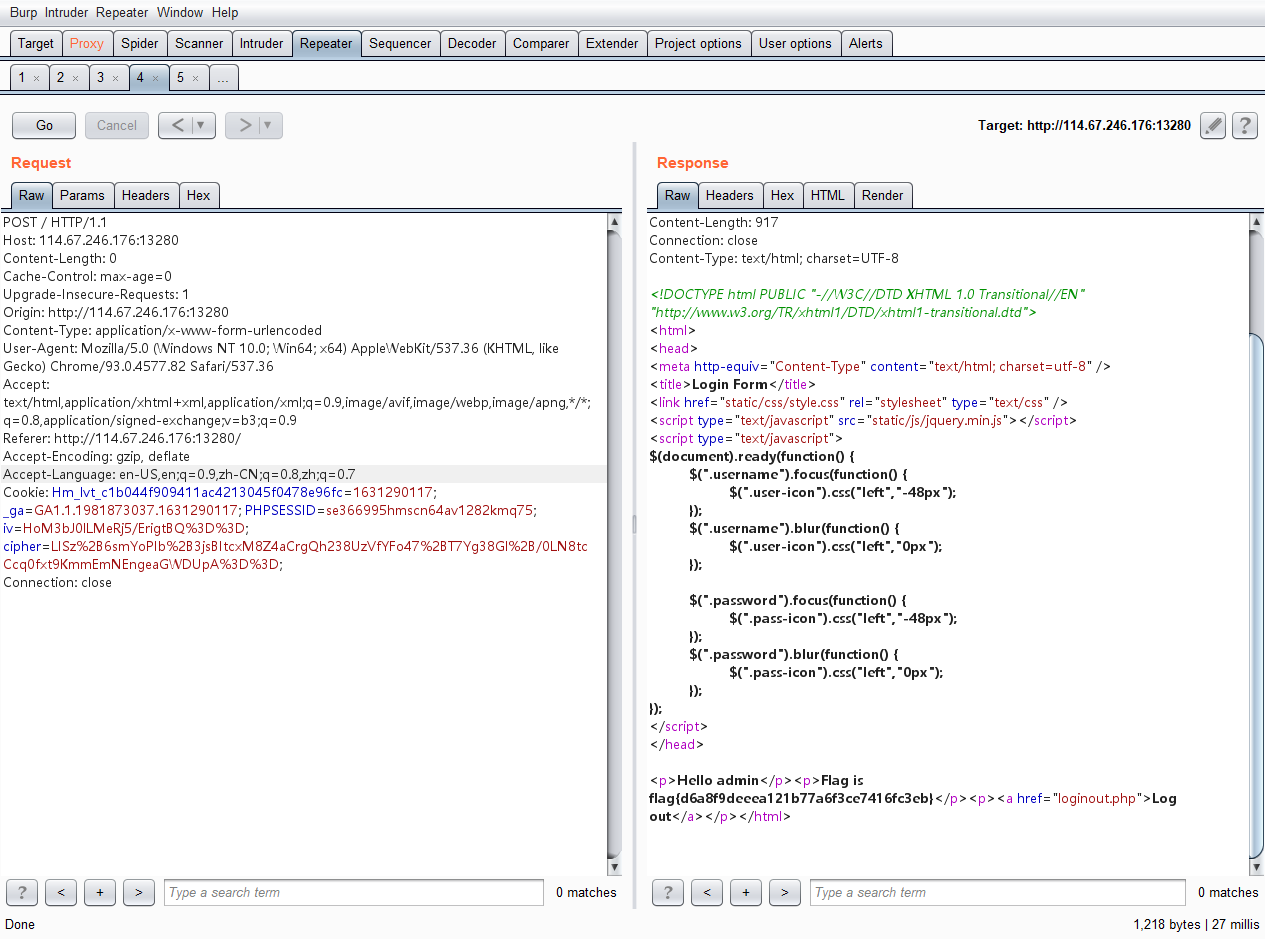 Burp Intruder Repeater Window Help
Target Proxy Spider Scanner Intruder Repeater Sequencer Decoder Comparer Extender Project options User options Alerts
1 × 2 × 3 × 4 × 5 × ...
Go Cancel < > Target: http://114.67.246.176:13280 ?
Request
Raw Params Headers Hex
POST / HTTP/1.1
Host: 114.67.246.176:13280
Content-Length: 0
Cache-Control: max-age=0
Upgrade-Insecure-Requests: 1
Origin: http://114.67.246.176:13280
Content-Type: application/x-www-form-urlencoded
User-Agent: Mozilla/5.0 (Windows NT 10.0; Win64; x64) AppleWebKit/537.36 (KHTML, like
Gecko) Chrome/93.0.4577.82 Safari/537.36
Accept:
text/html,application/xhtml+xml,application/xml;q=0.9,image/avif,image/webp,image/apng,*/*;
q=0.8,application/signed-exchange;v=b3;q=0.9
Referer: http://114.67.246.176:13280/
Accept-Encoding: gzip, deflate
Accept-Language: en-US,en;q=0.9,zh-CN;q=0.8,zh;q=0.7
Cookie: Hm_lvt_c1b044f909411ac4213045f0478e96fc=1631290117;
_ga=GA1.1.1981873037.1631290117; PHPSESSID=se366995hmscn64av1282kmq75;
iv=HoM3bJ0ILMeRj5/Erigt8Q%3D%3D;
cipher=LlSz%2B6smYoPIb%2B3jsBltcxM8Z4aCrgQh238UzVfYFo47%2BT7Yg38Gl%2B/0LN8tc
Ccq0fxt9KmmEmNEngeaGWDUpA%3D%3D;
Connection: close
? < + > Type a search term 0 matches
Response
Raw Headers Hex HTML Render
Content-Length: 917
Connection: close
Content-Type: text/html; charset=UTF-8
<!DOCTYPE html PUBLIC "-//W3C//DTD XHTML 1.0 Transitional//EN"
"http://www.w3.org/TR/xhtml1/DTD/xhtml1-transitional.dtd">
<html>
<head>
<meta http-equiv="Content-Type" content="text/html; charset=utf-8" />
<title>Login Form</title>
<link href="static/css/style.css" rel="stylesheet" type="text/css" />
<script type="text/javascript" src="static/js/jquery.min.js"></script>
<script type="text/javascript">
$(document).ready(function() {
$(".username").focus(function() {
$(".user-icon").css("left","-48px");
});
$(".username").blur(function() {
$(".user-icon").css("left","0px");
});
$(".password").focus(function() {
$(".pass-icon").css("left","-48px");
});
$(".password").blur(function() {
$(".pass-icon").css("left","0px");
});
});
</script>
</head>
<p>Hello admin</p><p>Flag is
flag{d6a8f9deeea121b77a6f3ce7416fc3eb}</p><p><a href="loginout.php">Log
out</a></p></html>
? < + > Type a search term 0 matches
Done 1,218 bytes | 27 millis